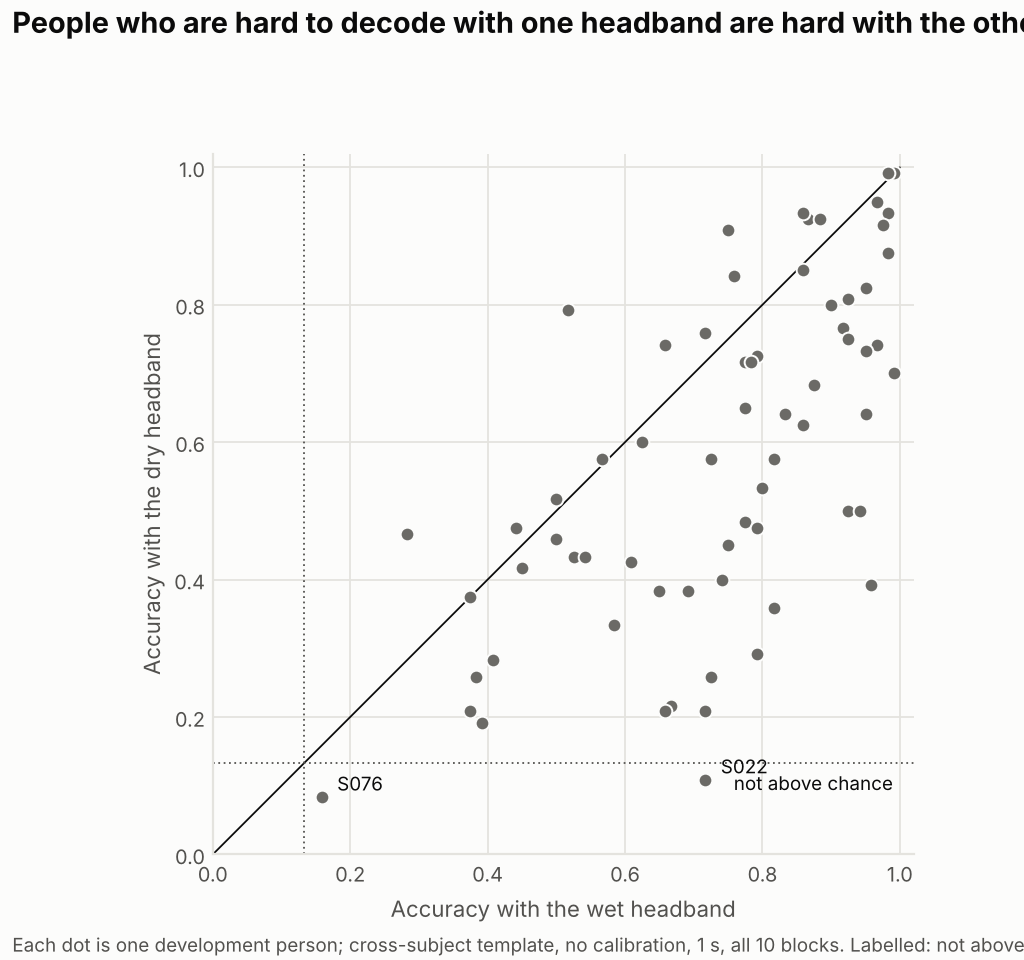 People who are hard to decode with one headband are hard with the othe
1.0
0.8
0.6
0.4
0.2
0.0
Accuracy with the dry headband
S076
S022
not above chance
0.0 0.2 0.4 0.6 0.8 1.0
Accuracy with the wet headband
Each dot is one development person; cross-subject template, no calibration, 1 s, all 10 blocks. Labelled: not above